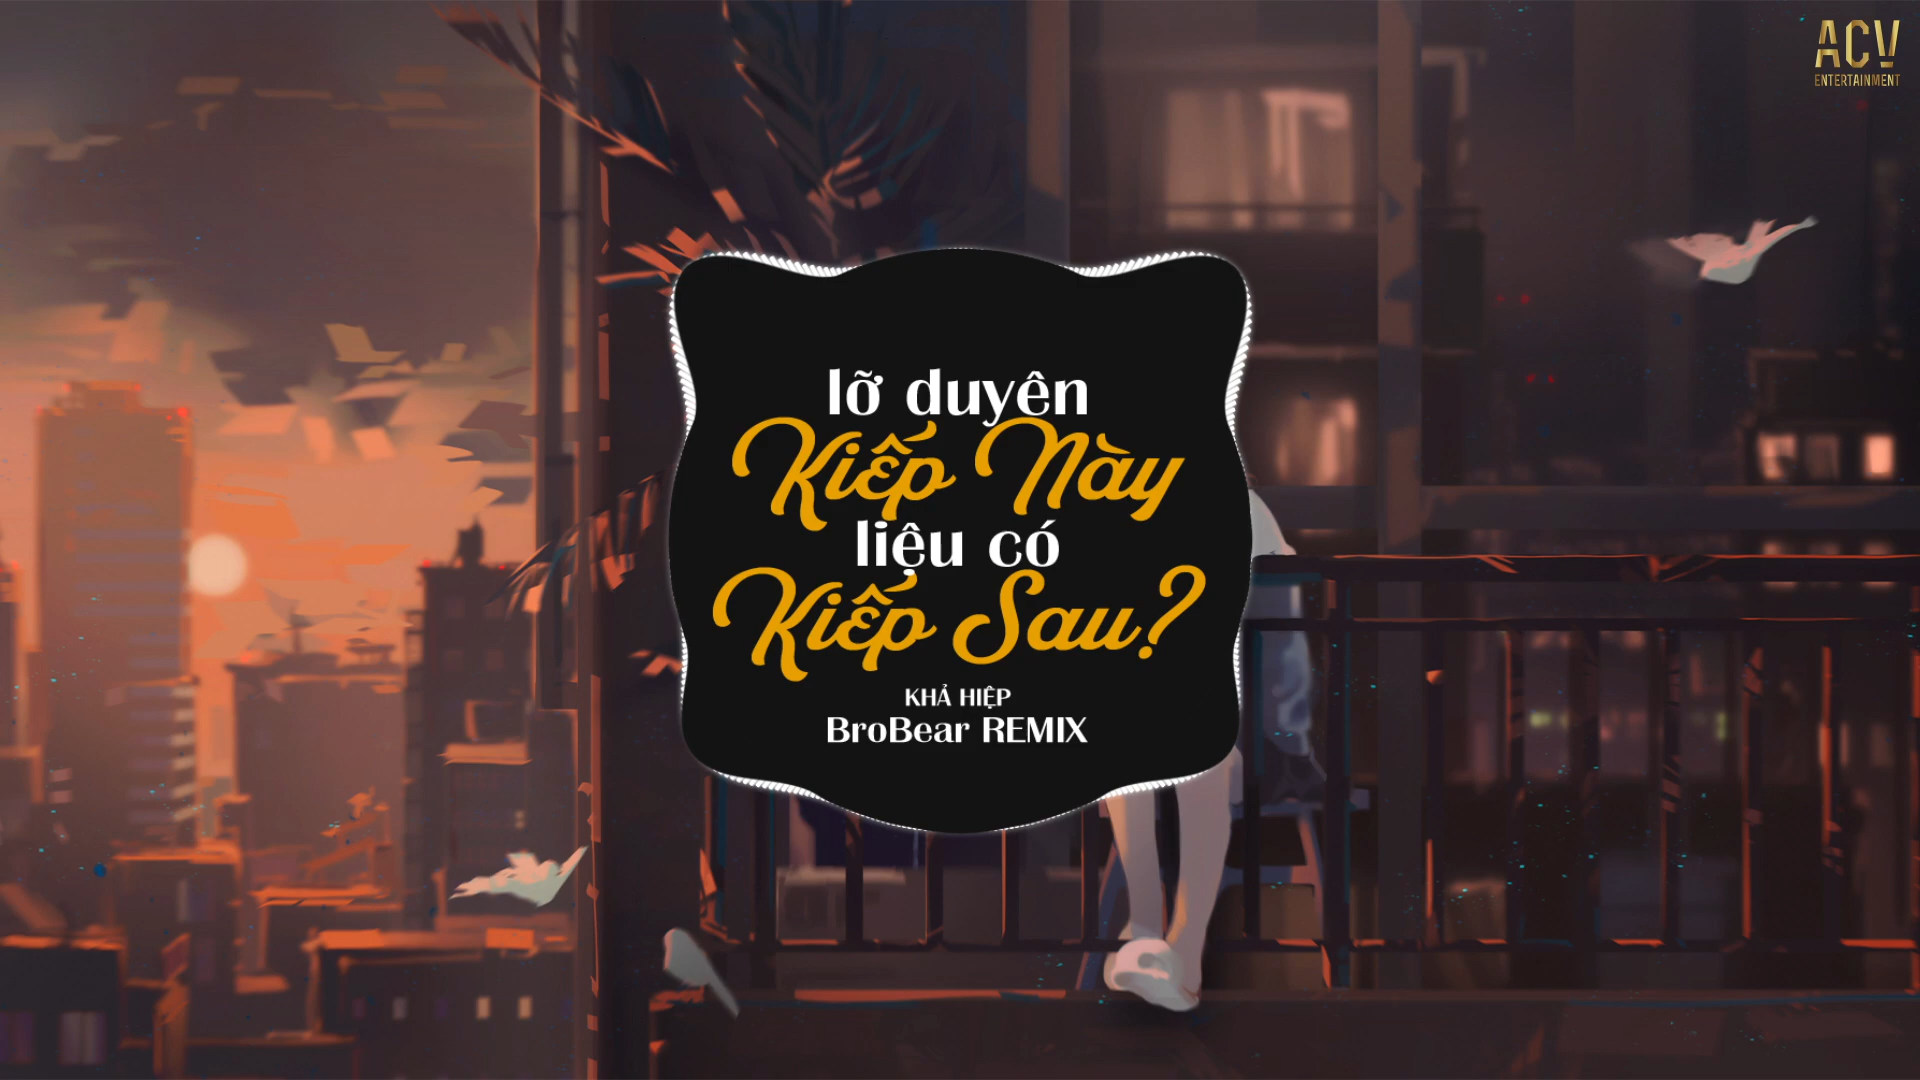 ACV
ENTERTAINMENT
lỡ duyên
Kiếp Này
liệu có
Kiếp Sau?
KHẢ HIỆP
BroBear REMIX